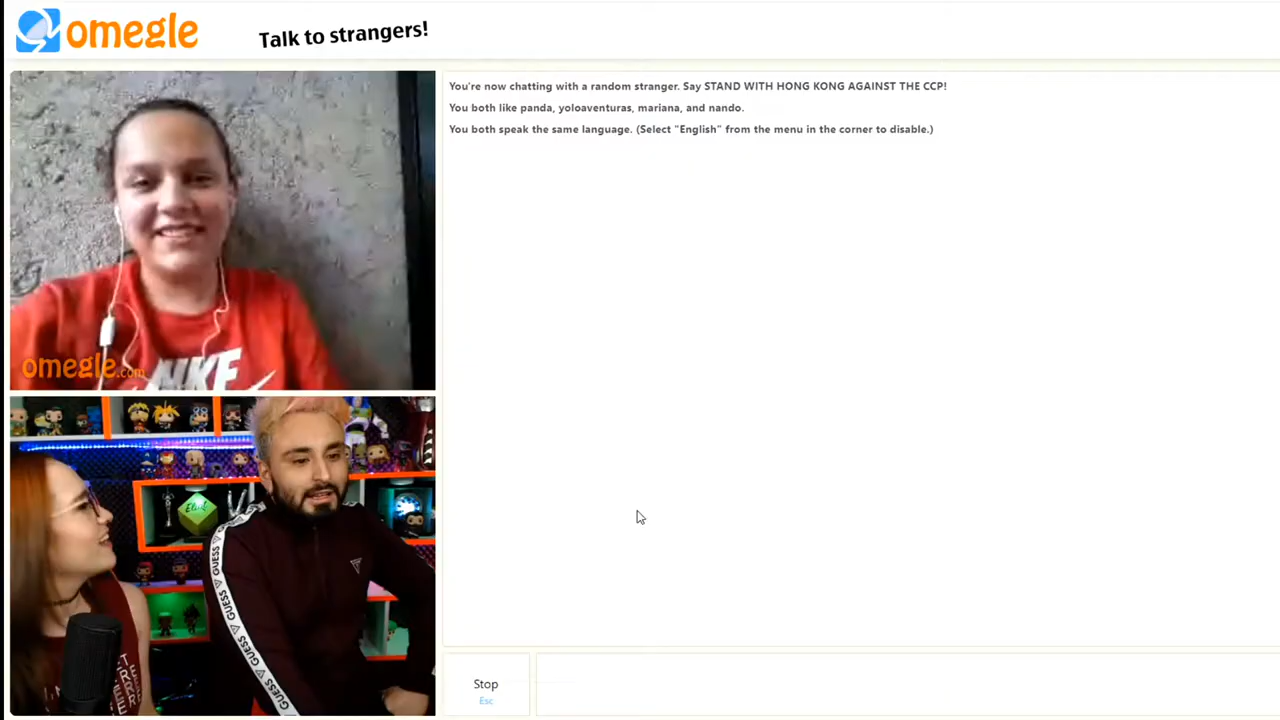 omegle
Talk to strangers!
You're now chatting with a random stranger. Say STAND WITH HONG KONG AGAINST THE CCP!
You both like panda, yoloaventuras, mariana, and nando.
You both speak the same language. (Select "English" from the menu in the corner to disable.)
omegle.com
NIKE
GUESS
GUESS
GUESS
GUESS
Stop
Esc